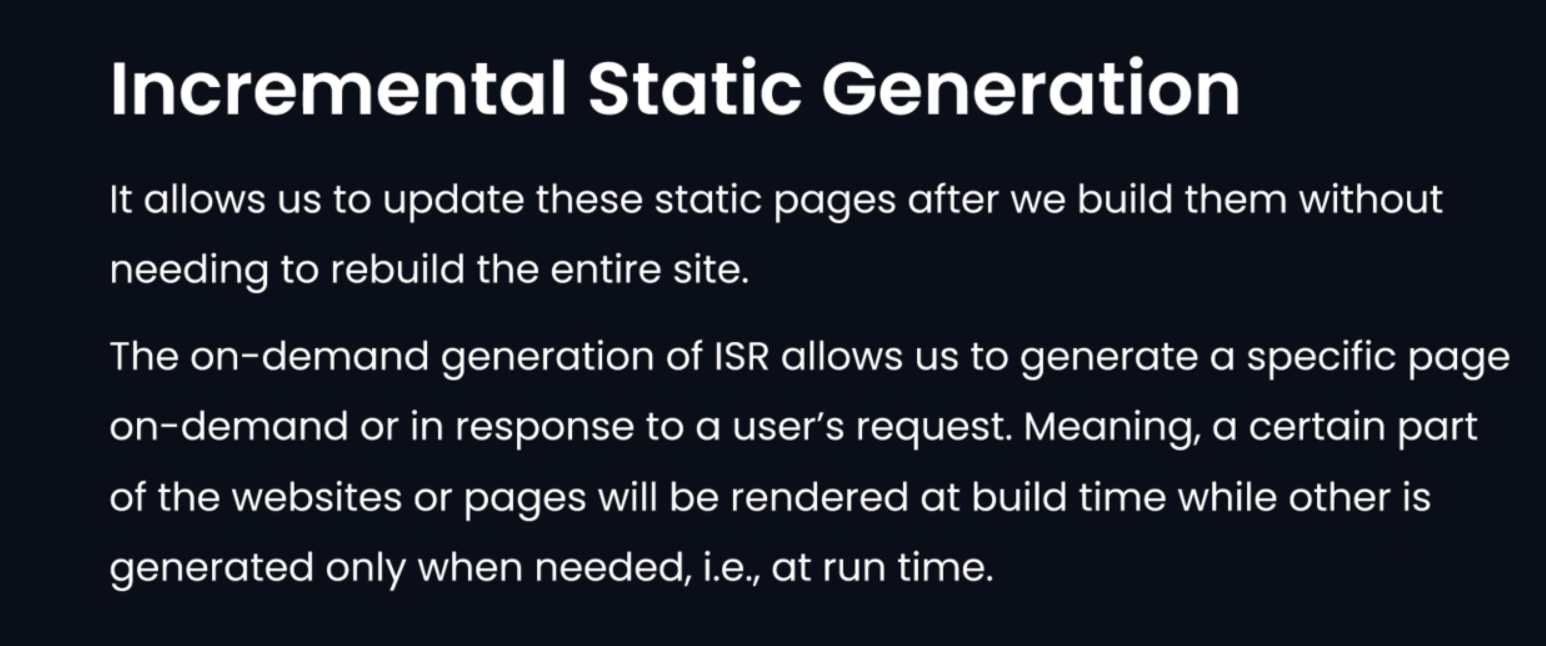 Incremental Static Generation
It allows us to update these static pages after we build them without
needing to rebuild the entire site.
The on-demand generation of ISR allows us to generate a specific page
on-demand or in response to a user’s request. Meaning, a certain part
of the websites or pages will be rendered at build time while other is
generated only when needed, i.e., at run time.